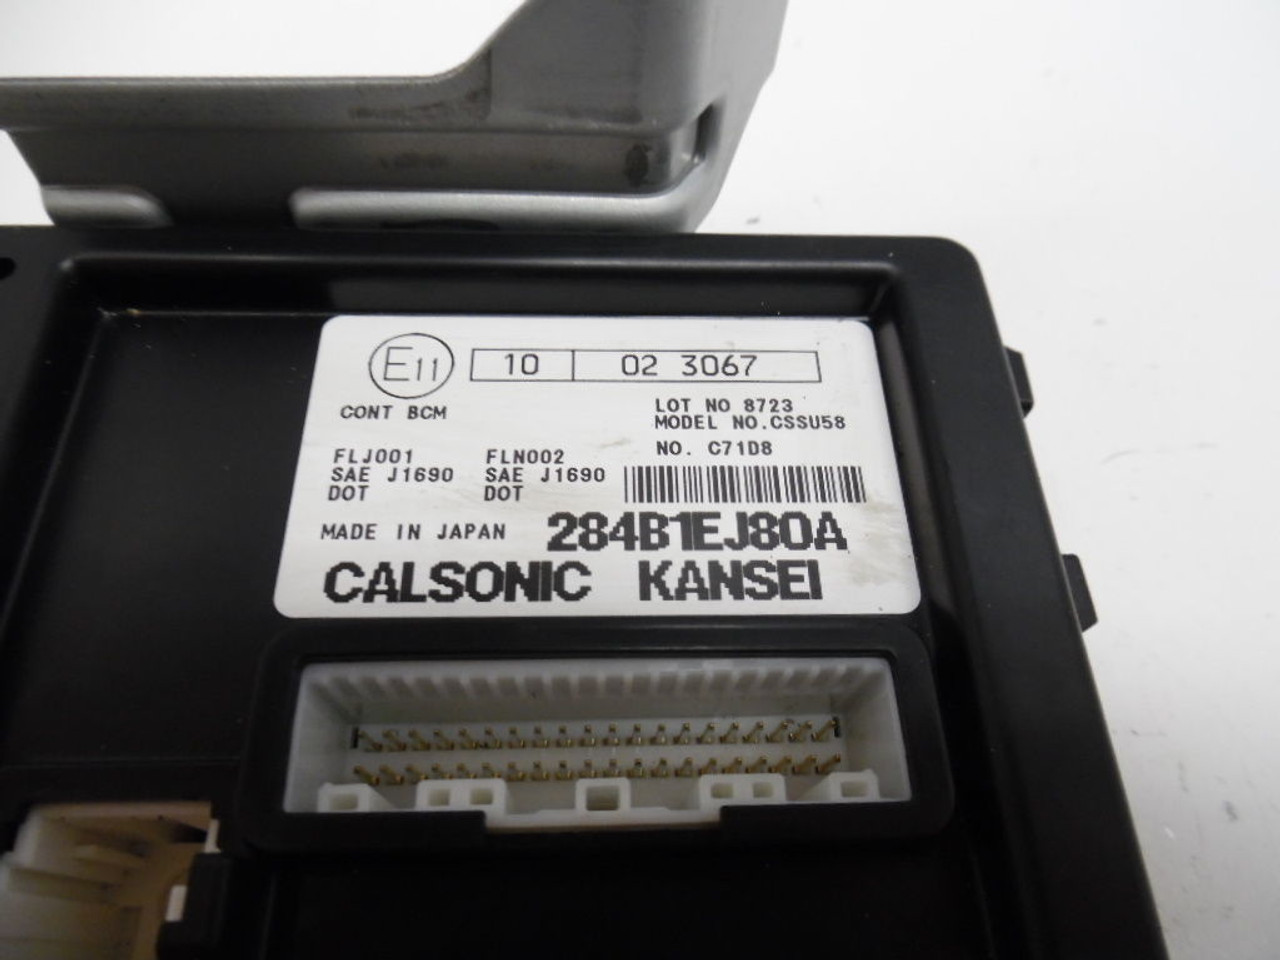 E11 10 02 3067
CONT BCM
LOT NO 8723
MODEL NO.CSSU58
NO. C71D8
FLJ001 FLN002
SAE J1690 SAE J1690
DOT DOT
MADE IN JAPAN 284B1EJ80A
CALSONIC KANSEI